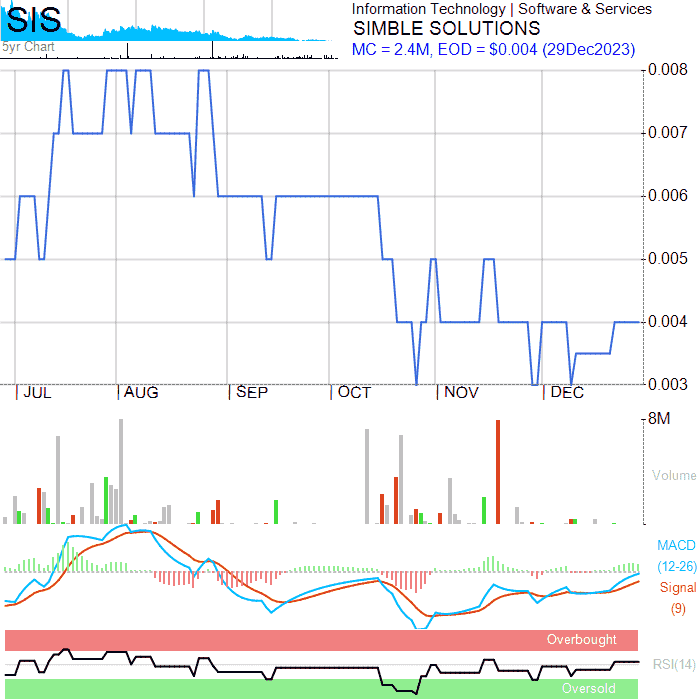 SIS
5yr Chart
Information Technology | Software & Services
SIMBLE SOLUTIONS
MC = 2.4M, EOD = $0.004 (29Dec2023)
0.008
0.007
0.006
0.005
0.004
0.003
JUL AUG SEP OCT NOV DEC
8M
Volume
MACD
(12-26)
Signal
(9)
Overbought
RSI(14)
Oversold